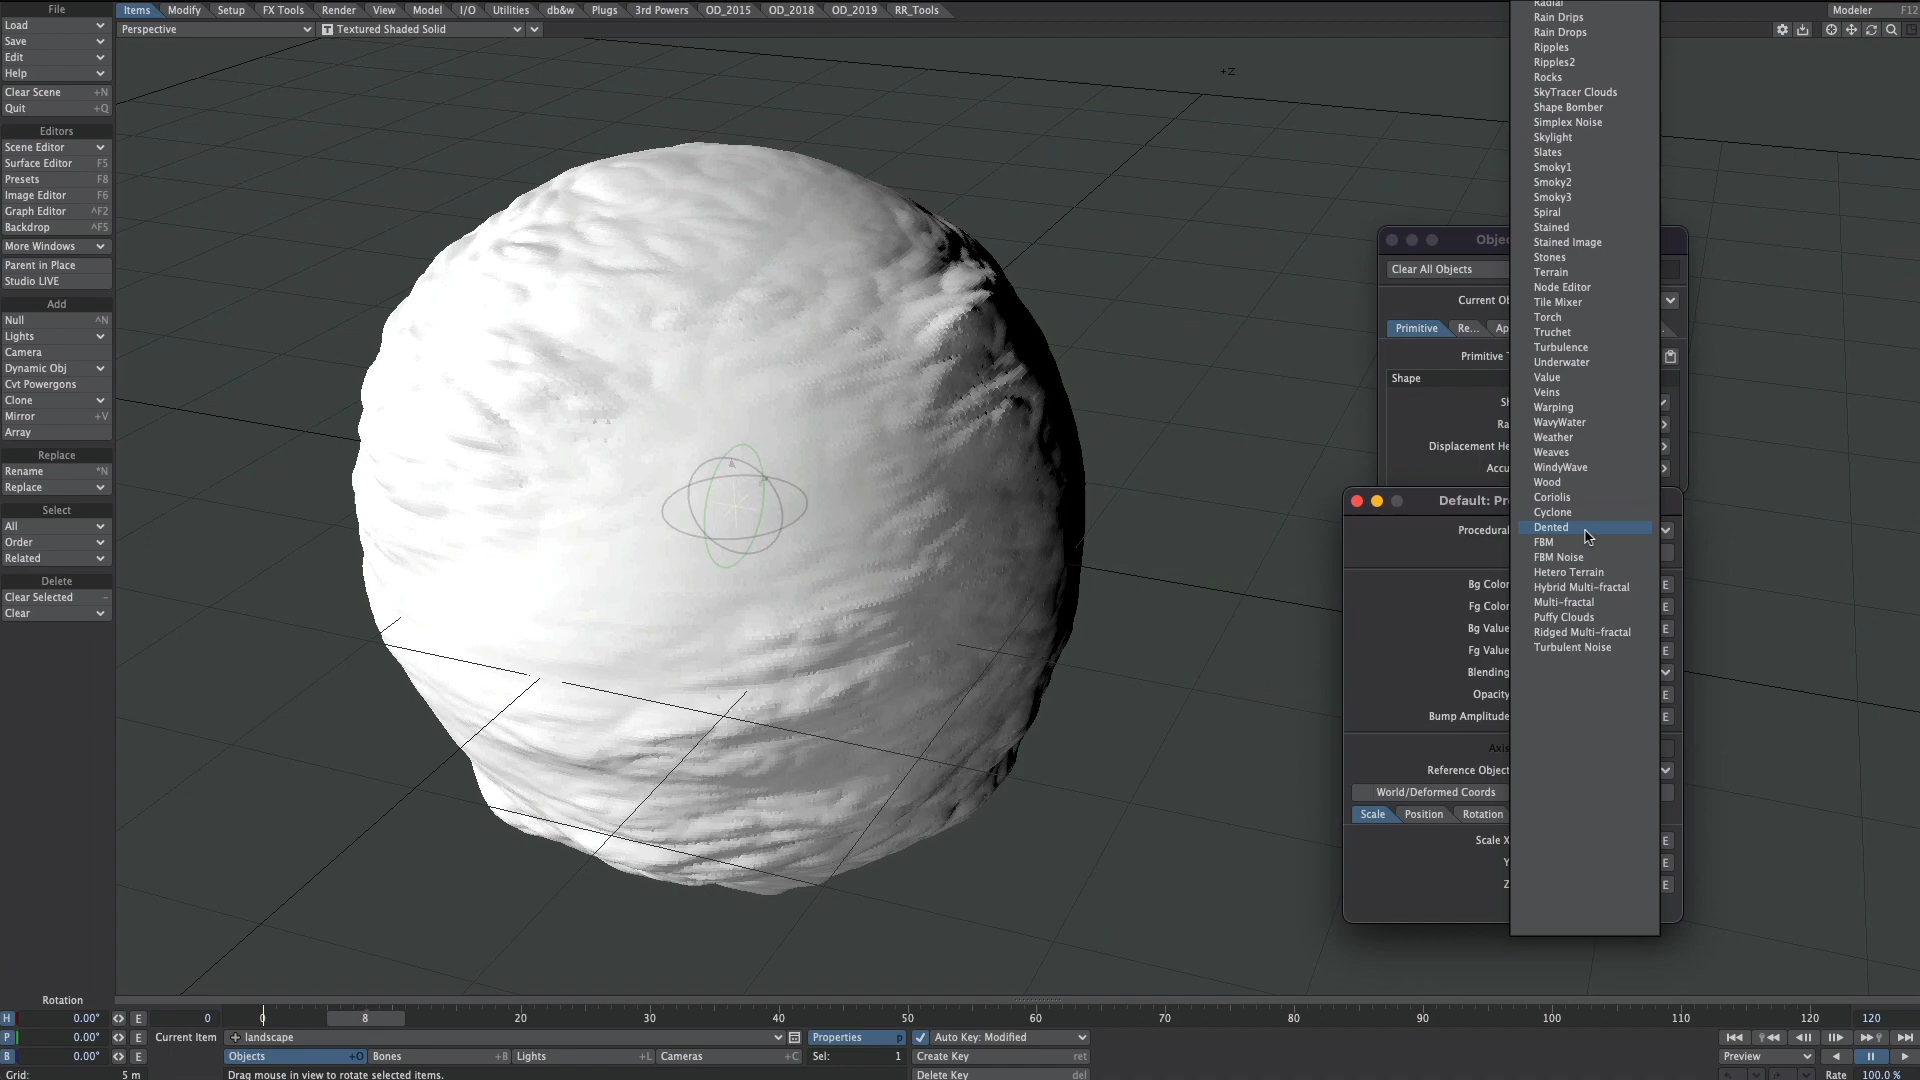 File
Load
Save
Edit
Help
Clear Scene +N
Quit +Q
Editors
Scene Editor
Surface Editor F5
Presets F8
Image Editor F6
Graph Editor ^F2
Backdrop ^F5
More Windows
Parent in Place
Studio LIVE
Add
Null ^N
Lights
Camera
Dynamic Obj
Cvt Powergons
Clone
Mirror +V
Array
Replace
Rename *N
Replace
Select
All
Order
Related
Delete
Clear Selected −
Clear
Items Modify Setup FX Tools Render View Model I/O Utilities db&w Plugs 3rd Powers OD_2015 OD_2018 OD_2019 RR_Tools
Modeler F12
Perspective
T Textured Shaded Solid
+Z
Radial
Rain Drips
Rain Drops
Ripples
Ripples2
Rocks
SkyTracer Clouds
Shape Bomber
Simplex Noise
Skylight
Slates
Smoky1
Smoky2
Smoky3
Spiral
Stained
Stained Image
Stones
Terrain
Node Editor
Tile Mixer
Torch
Truchet
Turbulence
Underwater
Value
Veins
Warping
WavyWater
Weather
Weaves
WindyWave
Wood
Coriolis
Cyclone
Dented
FBM
FBM Noise
Hetero Terrain
Hybrid Multi-fractal
Multi-fractal
Puffy Clouds
Ridged Multi-fractal
Turbulent Noise
Clear All Objects
Primitive Re...
Shape
Procedural
Bg Color E
Fg Color E
Bg Value E
Fg Value E
Blending
Opacity E
Bump Amplitude E
Axis
Reference Object
World/Deformed Coords
Scale Position Rotation
Scale X E
Y E
Z E
Rotation
H 0.00° E
P 0.00° E
B 0.00° E
Grid: 5 m
0 0 8 20 30 40 50 60 70 80 90 100 110 120 120
Current Item landscape Properties p Auto Key: Modified
Objects +O Bones +B Lights +L Cameras +C Sel: 1 Create Key ret
Drag mouse in view to rotate selected items. Delete Key del
Preview
Rate 100.0 %